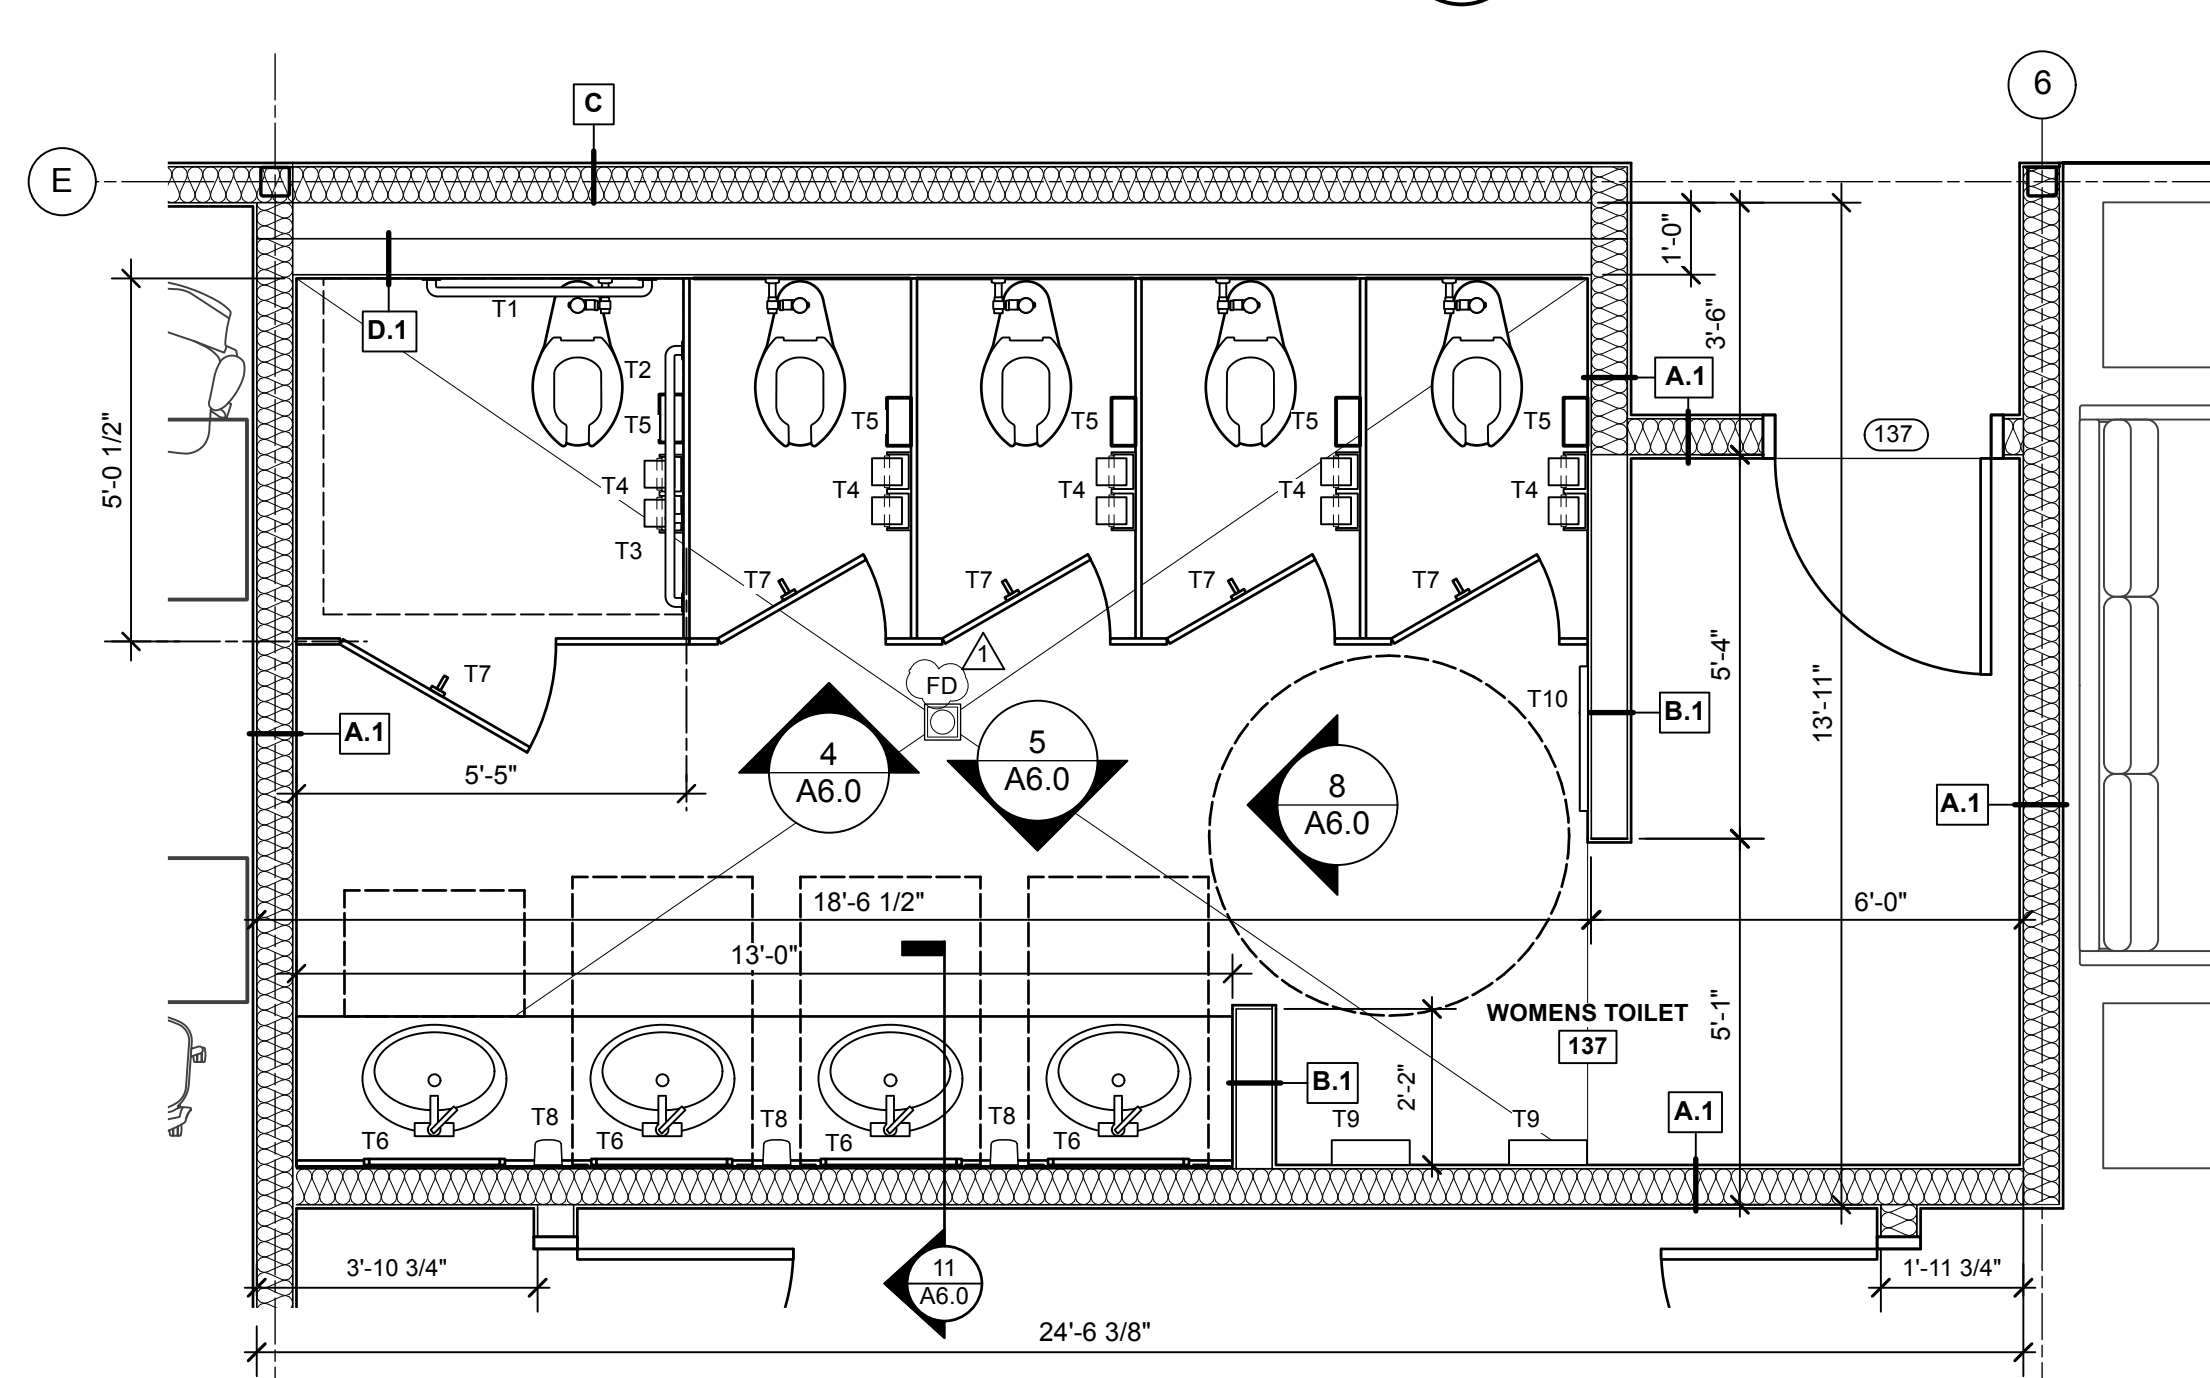 6
C
E
1'-0"
T1
D.1
3'-6"
T2
A.1
T5
T5
T5
T5
T5
137
5'-0 1/2"
T4
T4
T4
T4
T4
T3
T7
T7
T7
T7
1
T7
FD
5'-4"
T10
B.1
13'-11"
A.1
4
A6.0
5
A6.0
8
A6.0
5'-5"
A.1
18'-6 1/2"
6'-0"
13'-0"
WOMENS TOILET
137
5'-1"
B.1
2'-2"
A.1
T8
T8
T8
T9
T9
T6
T6
T6
T6
3'-10 3/4"
11
A6.0
1'-11 3/4"
24'-6 3/8"